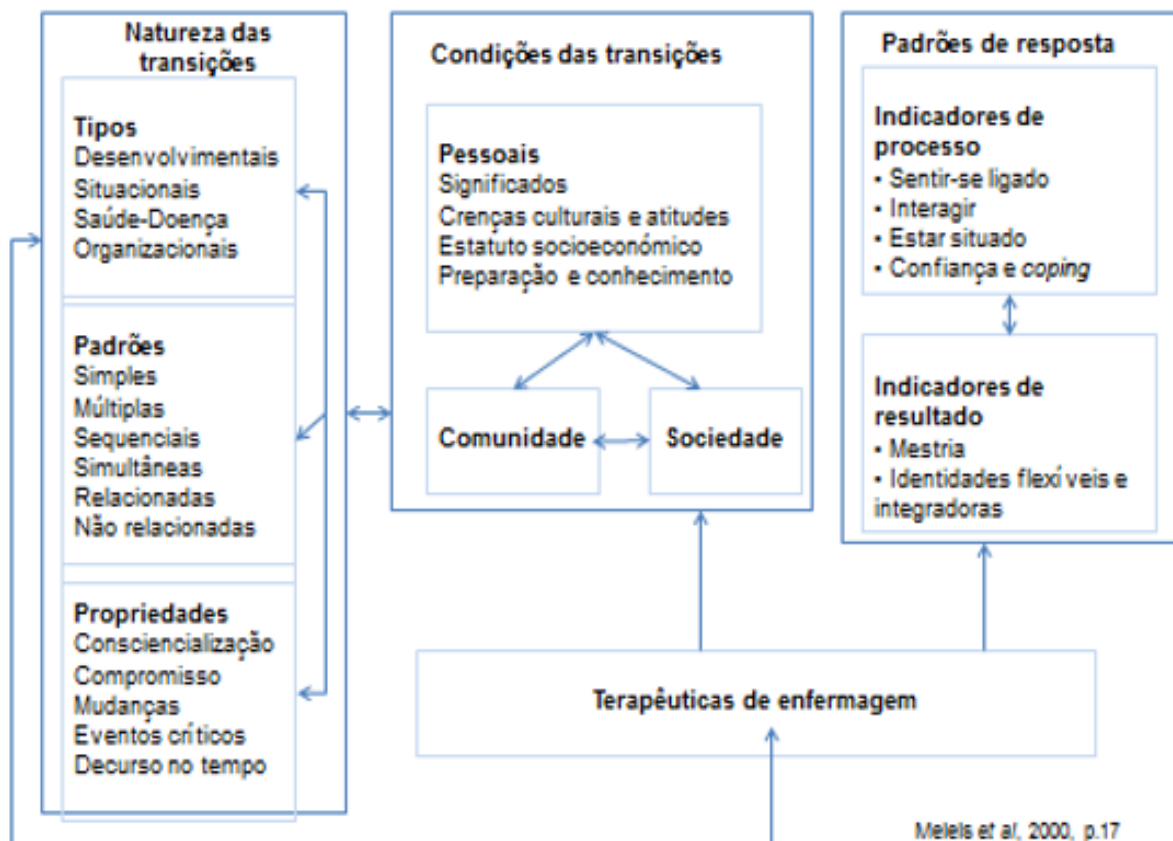 Natureza das
transições
Tipos
Desenvolvimentais
Situacionais
Saúde-Doença
Organizacionais
Padrões
Simples
Múltiplas
Sequenciais
Simultâneas
Relacionadas
Não relacionadas
Propriedades
Consciencialização
Compromisso
Mudanças
Eventos críticos
Decurso no tempo
Condições das transições
Pessoais
Significados
Crenças culturais e atitudes
Estatuto socioeconómico
Preparação e conhecimento
Comunidade
Sociedade
Padrões de resposta
Indicadores de
processo
▪ Sentir-se ligado
▪ Interagir
▪ Estar situado
▪ Confiança e coping
Indicadores de
resultado
▪ Mestria
▪ Identidades flexíveis e
integradoras
Terapêuticas de enfermagem
Meleis et al, 2000, p.17